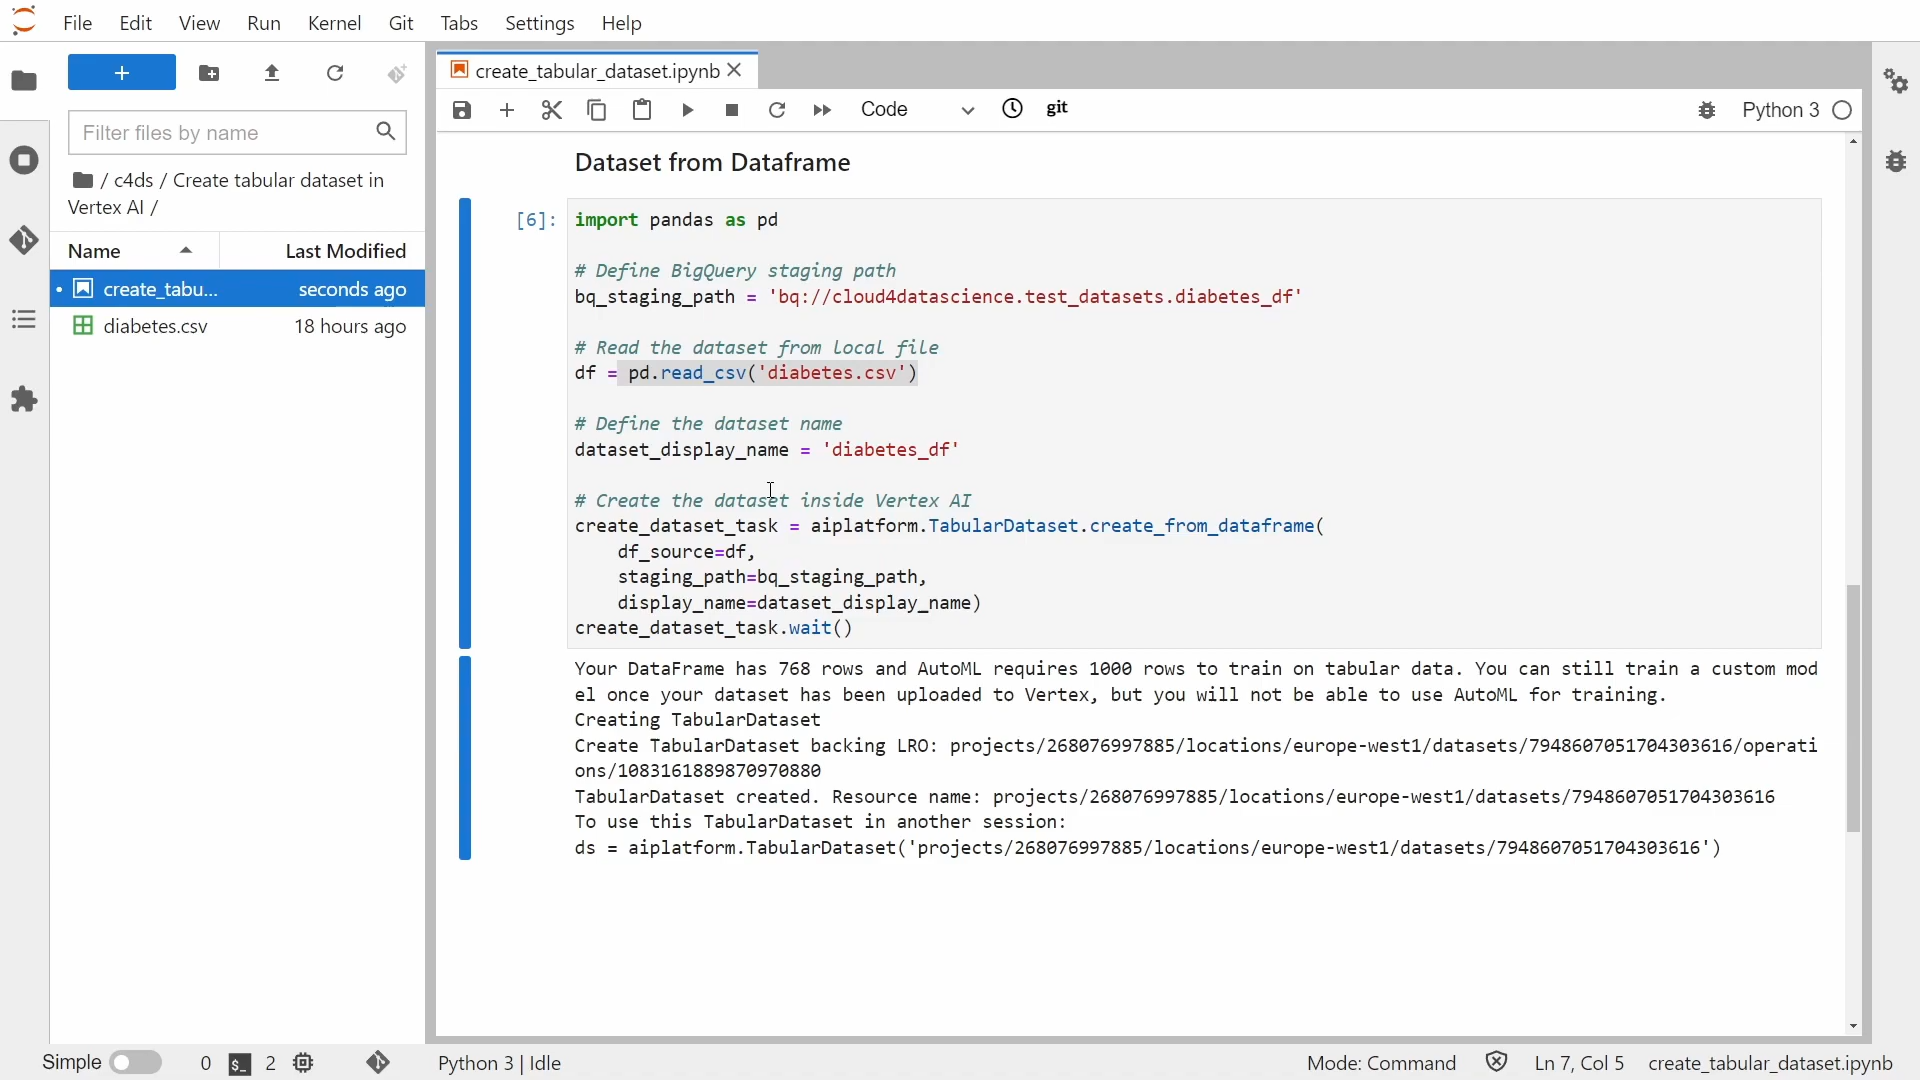 File Edit View Run Kernel Git Tabs Settings Help
+
Filter files by name
/ c4ds / Create tabular dataset in
Vertex AI /
Name Last Modified
create_tabu... seconds ago
diabetes.csv 18 hours ago
create_tabular_dataset.ipynb
Code git Python 3
Dataset from Dataframe
[6]: import pandas as pd
# Define BigQuery staging path
bq_staging_path = 'bq://cloud4datascience.test_datasets.diabetes_df'
# Read the dataset from local file
df = pd.read_csv('diabetes.csv')
# Define the dataset name
dataset_display_name = 'diabetes_df'
# Create the dataset inside Vertex AI
create_dataset_task = aiplatform.TabularDataset.create_from_dataframe(
df_source=df,
staging_path=bq_staging_path,
display_name=dataset_display_name)
create_dataset_task.wait()
Your DataFrame has 768 rows and AutoML requires 1000 rows to train on tabular data. You can still train a custom mod
el once your dataset has been uploaded to Vertex, but you will not be able to use AutoML for training.
Creating TabularDataset
Create TabularDataset backing LRO: projects/268076997885/locations/europe-west1/datasets/7948607051704303616/operati
ons/1083161889870970880
TabularDataset created. Resource name: projects/268076997885/locations/europe-west1/datasets/7948607051704303616
To use this TabularDataset in another session:
ds = aiplatform.TabularDataset('projects/268076997885/locations/europe-west1/datasets/7948607051704303616')
Simple 0 $_ 2 Python 3 | Idle Mode: Command Ln 7, Col 5 create_tabular_dataset.ipynb